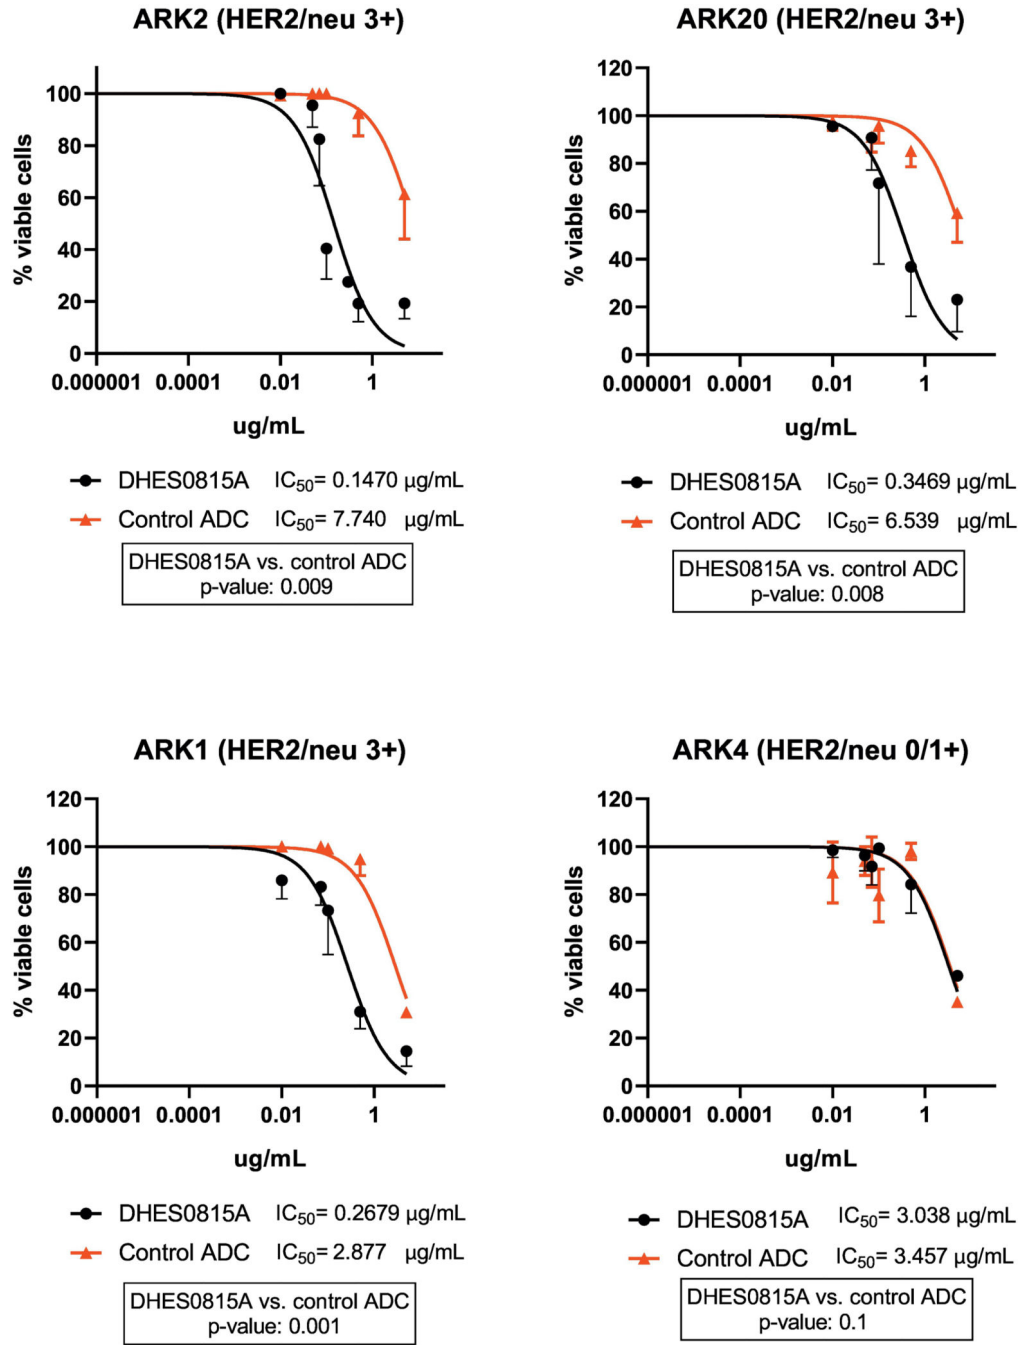 ARK2 (HER2/neu 3+)
% viable cells
100
80
60
40
20
0
0.000001 0.0001 0.01 1
ug/mL
DHES0815A IC50= 0.1470 µg/mL
Control ADC IC50= 7.740 µg/mL
DHES0815A vs. control ADC
p-value: 0.009
ARK20 (HER2/neu 3+)
% viable cells
120
100
80
60
40
20
0
0.000001 0.0001 0.01 1
ug/mL
DHES0815A IC50= 0.3469 µg/mL
Control ADC IC50= 6.539 µg/mL
DHES0815A vs. control ADC
p-value: 0.008
ARK1 (HER2/neu 3+)
% viable cells
120
100
80
60
40
20
0
0.000001 0.0001 0.01 1
ug/mL
DHES0815A IC50= 0.2679 µg/mL
Control ADC IC50= 2.877 µg/mL
DHES0815A vs. control ADC
p-value: 0.001
ARK4 (HER2/neu 0/1+)
% viable cells
120
100
80
60
40
20
0
0.000001 0.0001 0.01 1
ug/mL
DHES0815A IC50= 3.038 µg/mL
Control ADC IC50= 3.457 µg/mL
DHES0815A vs. control ADC
p-value: 0.1